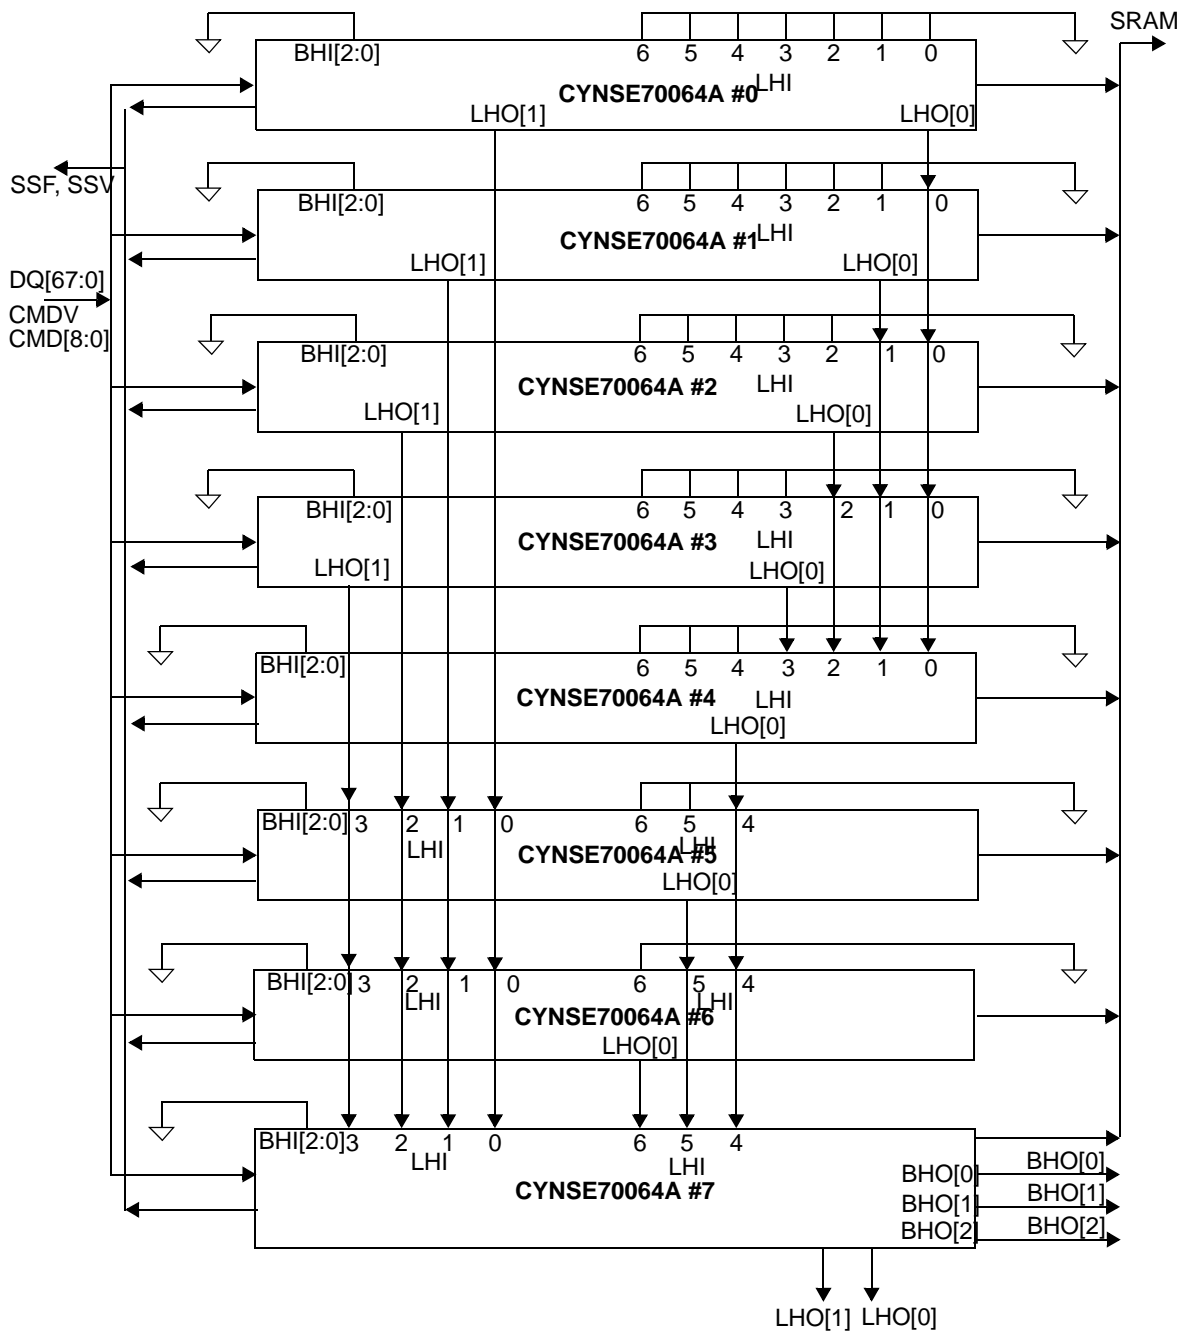 SRAM
BHI[2:0] 6 5 4 3 2 1 0
LHI
CYNSE70064A #0
LHO[1] LHO[0]
SSF, SSV
BHI[2:0] 6 5 4 3 2 1 0
LHI
CYNSE70064A #1
LHO[1] LHO[0]
DQ[67:0]
CMDV
CMD[8:0]
BHI[2:0] 6 5 4 3 2 1 0
CYNSE70064A #2 LHI
LHO[1] LHO[0]
BHI[2:0] 6 5 4 3 2 1 0
CYNSE70064A #3 LHI
LHO[1] LHO[0]
BHI[2:0] 6 5 4 3 2 1 0
CYNSE70064A #4 LHI
LHO[0]
BHI[2:0] 3 2 1 0 6 5 4
LHI LHI
CYNSE70064A #5
LHO[0]
BHI[2:0] 3 2 1 0 6 5 4
LHI LHI
CYNSE70064A #6
LHO[0]
BHI[2:0] 3 2 1 0 6 5 4
LHI LHI
CYNSE70064A #7
BHO[0] BHO[0]
BHO[1] BHO[1]
BHO[2] BHO[2]
LHO[1] LHO[0]